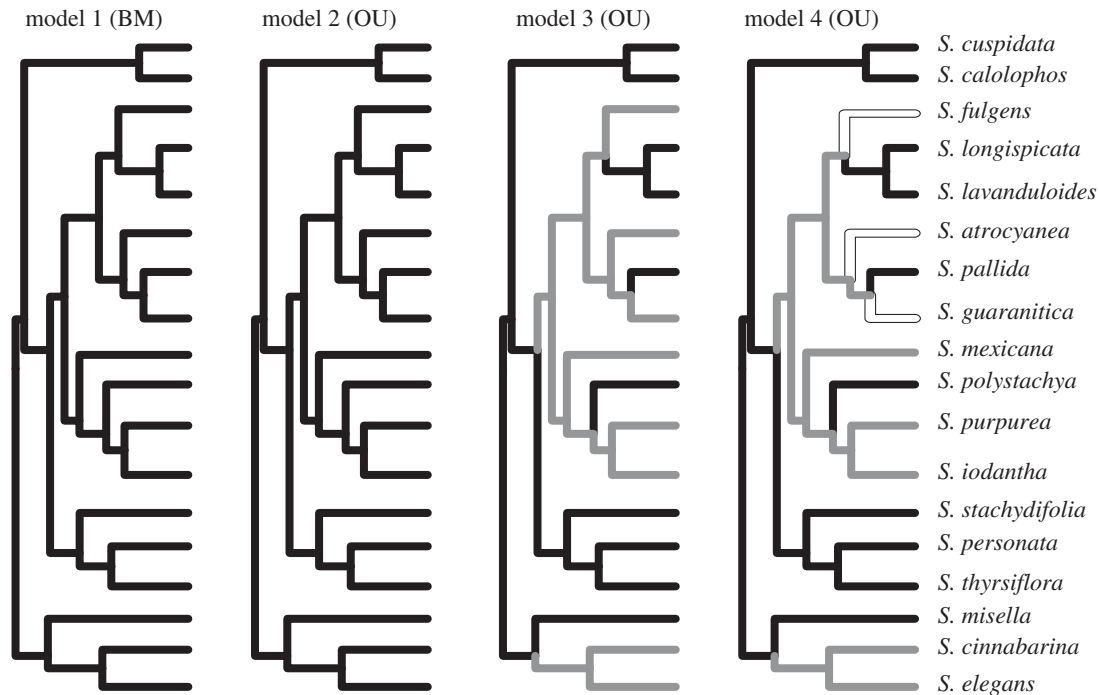 model 1 (BM) model 2 (OU) model 3 (OU) model 4 (OU)
S. cuspidata
S. calolophos
S. fulgens
S. longispicata
S. lavanduloides
S. atrocyanea
S. pallida
S. guaranitica
S. mexicana
S. polystachya
S. purpurea
S. iodantha
S. stachydifolia
S. personata
S. thyrsiflora
S. misella
S. cinnabarina
S. elegans